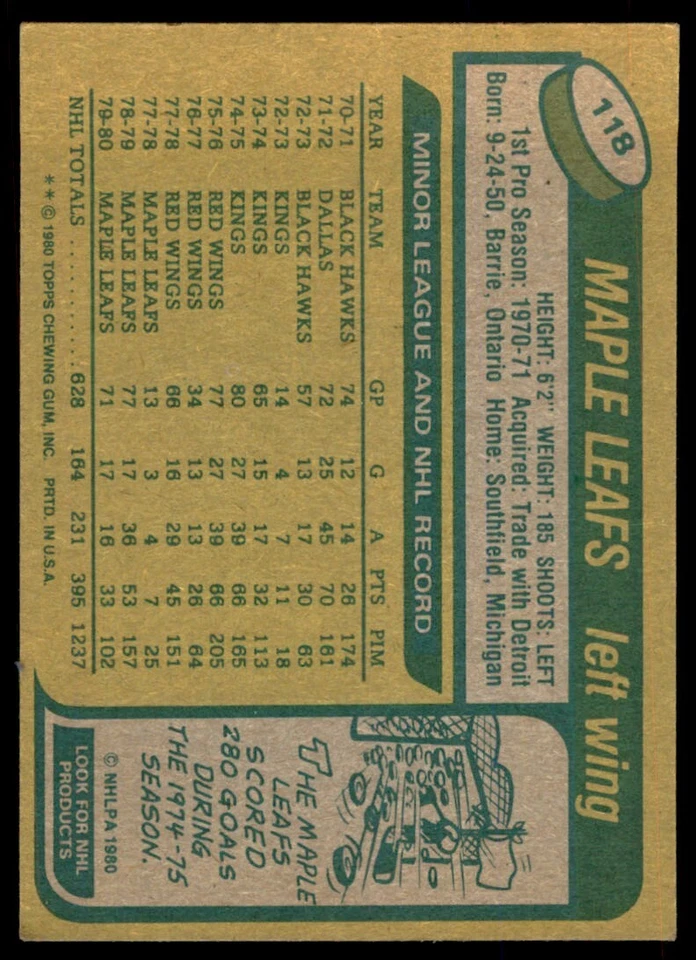 118
MAPLE LEAFS left wing
HEIGHT: 6'2" WEIGHT: 185 SHOOTS: LEFT
1st Pro Season: 1970-71 Acquired: Trade with Detroit
Born: 9-24-50, Barrie, Ontario Home: Southfield, Michigan
MINOR LEAGUE AND NHL RECORD
YEAR TEAM GP G A PTS PIM
70-71 BLACK HAWKS 74 12 14 26 174
71-72 DALLAS 72 25 45 70 161
72-73 BLACK HAWKS 57 13 17 30 63
72-73 KINGS 14 4 7 11 18
73-74 KINGS 65 15 17 32 113
74-75 KINGS 80 27 39 66 165
75-76 RED WINGS 77 27 39 66 205
76-77 RED WINGS 34 13 13 26 64
77-78 RED WINGS 66 16 29 45 151
77-78 MAPLE LEAFS 13 3 4 7 25
78-79 MAPLE LEAFS 77 17 36 53 157
79-80 MAPLE LEAFS 71 17 16 33 102
NHL TOTALS ........... 628 164 231 395 1237
** © 1980 TOPPS CHEWING GUM, INC. PRTD. IN U.S.A.
THE MAPLE
LEAFS
SCORED
280 GOALS
DURING
THE 1974-75
SEASON.
© NHLPA 1980
LOOK FOR NHL
PRODUCTS